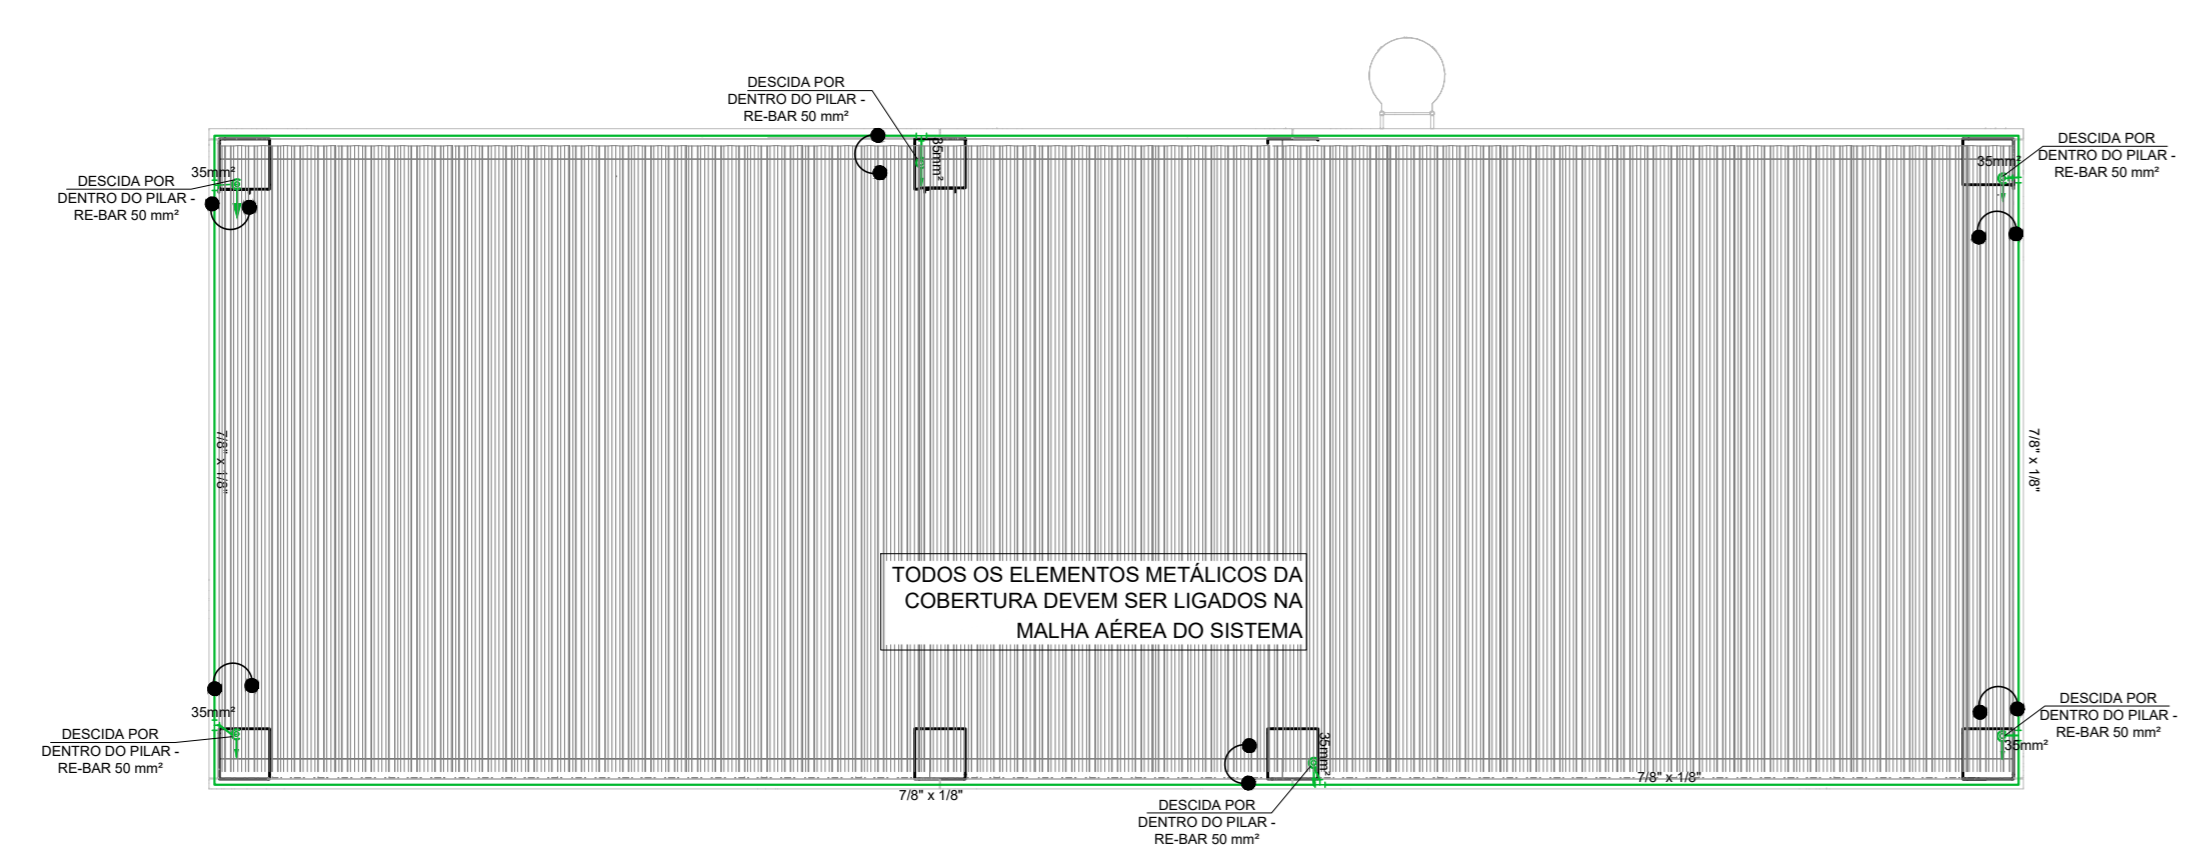 DESCIDA POR
DENTRO DO PILAR -
RE-BAR 50 mm²
35mm²
DESCIDA POR
DENTRO DO PILAR -
RE-BAR 50 mm²
35mm²
DESCIDA POR
DENTRO DO PILAR -
RE-BAR 50 mm²
35mm²
7/8" x 1/8"
7/8" x 1/8"
TODOS OS ELEMENTOS METÁLICOS DA
COBERTURA DEVEM SER LIGADOS NA
MALHA AÉREA DO SISTEMA
35mm²
DESCIDA POR
DENTRO DO PILAR -
RE-BAR 50 mm²
7/8" x 1/8"
35mm²
DESCIDA POR
DENTRO DO PILAR -
RE-BAR 50 mm²
7/8" x 1/8"
DESCIDA POR
DENTRO DO PILAR -
RE-BAR 50 mm²
35mm²